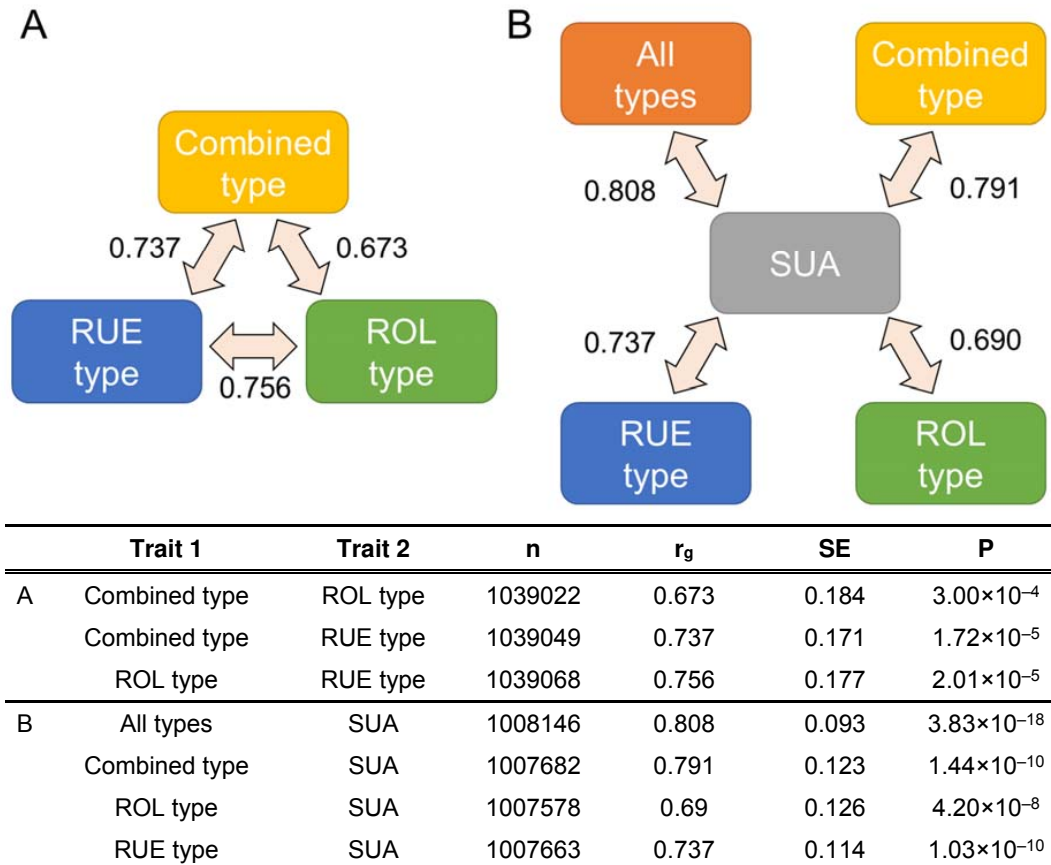 A
Combined
type
0.737
0.673
RUE
type
ROL
type
0.756
B
All
types
Combined
type
0.808
0.791
SUA
0.737
0.690
RUE
type
ROL
type
Trait 1 Trait 2 n rg SE P
A Combined type ROL type 1039022 0.673 0.184 3.00×10⁻⁴
Combined type RUE type 1039049 0.737 0.171 1.72×10⁻⁵
ROL type RUE type 1039068 0.756 0.177 2.01×10⁻⁵
B All types SUA 1008146 0.808 0.093 3.83×10⁻¹⁸
Combined type SUA 1007682 0.791 0.123 1.44×10⁻¹⁰
ROL type SUA 1007578 0.69 0.126 4.20×10⁻⁸
RUE type SUA 1007663 0.737 0.114 1.03×10⁻¹⁰